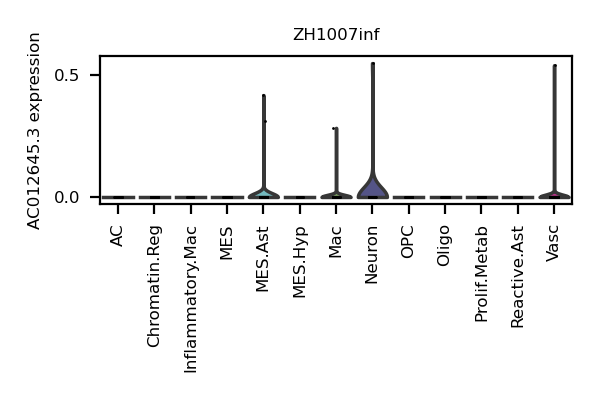 ZH1007inf
AC012645.3 expression
0.5
0.0
AC
Chromatin.Reg
Inflammatory.Mac
MES
MES.Ast
MES.Hyp
Mac
Neuron
OPC
Oligo
Prolif.Metab
Reactive.Ast
Vasc